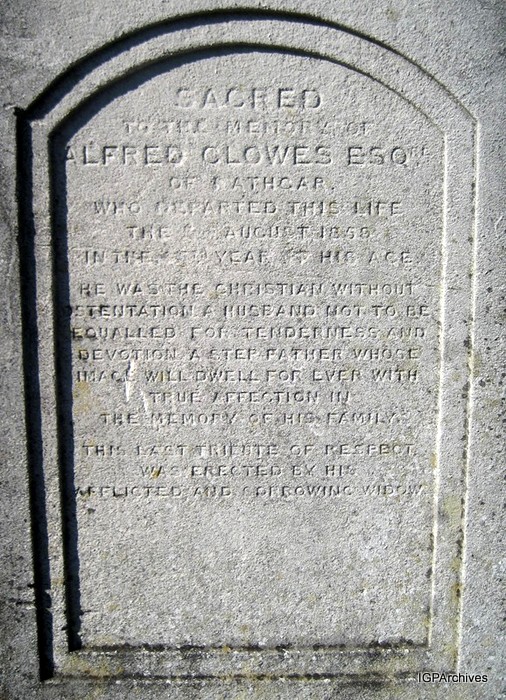 SACRED
TO THE MEMORY OF
ALFRED CLOWES ESQ
OF RATHGAR,
WHO DEPARTED THIS LIFE
THE AUGUST 1858
IN THE YEAR OF HIS AGE
HE WAS THE CHRISTIAN WITHOUT
OSTENTATION A HUSBAND NOT TO BE
EQUALLED FOR TENDERNESS AND
DEVOTION A STEP-FATHER WHOSE
IMAGE WILL DWELL FOR EVER WITH
TRUE AFFECTION IN
THE MEMORY OF HIS FAMILY
THIS LAST TRIBUTE OF RESPECT
WAS ERECTED BY HIS
AFFLICTED AND SORROWING WIDOW
IGPArchives